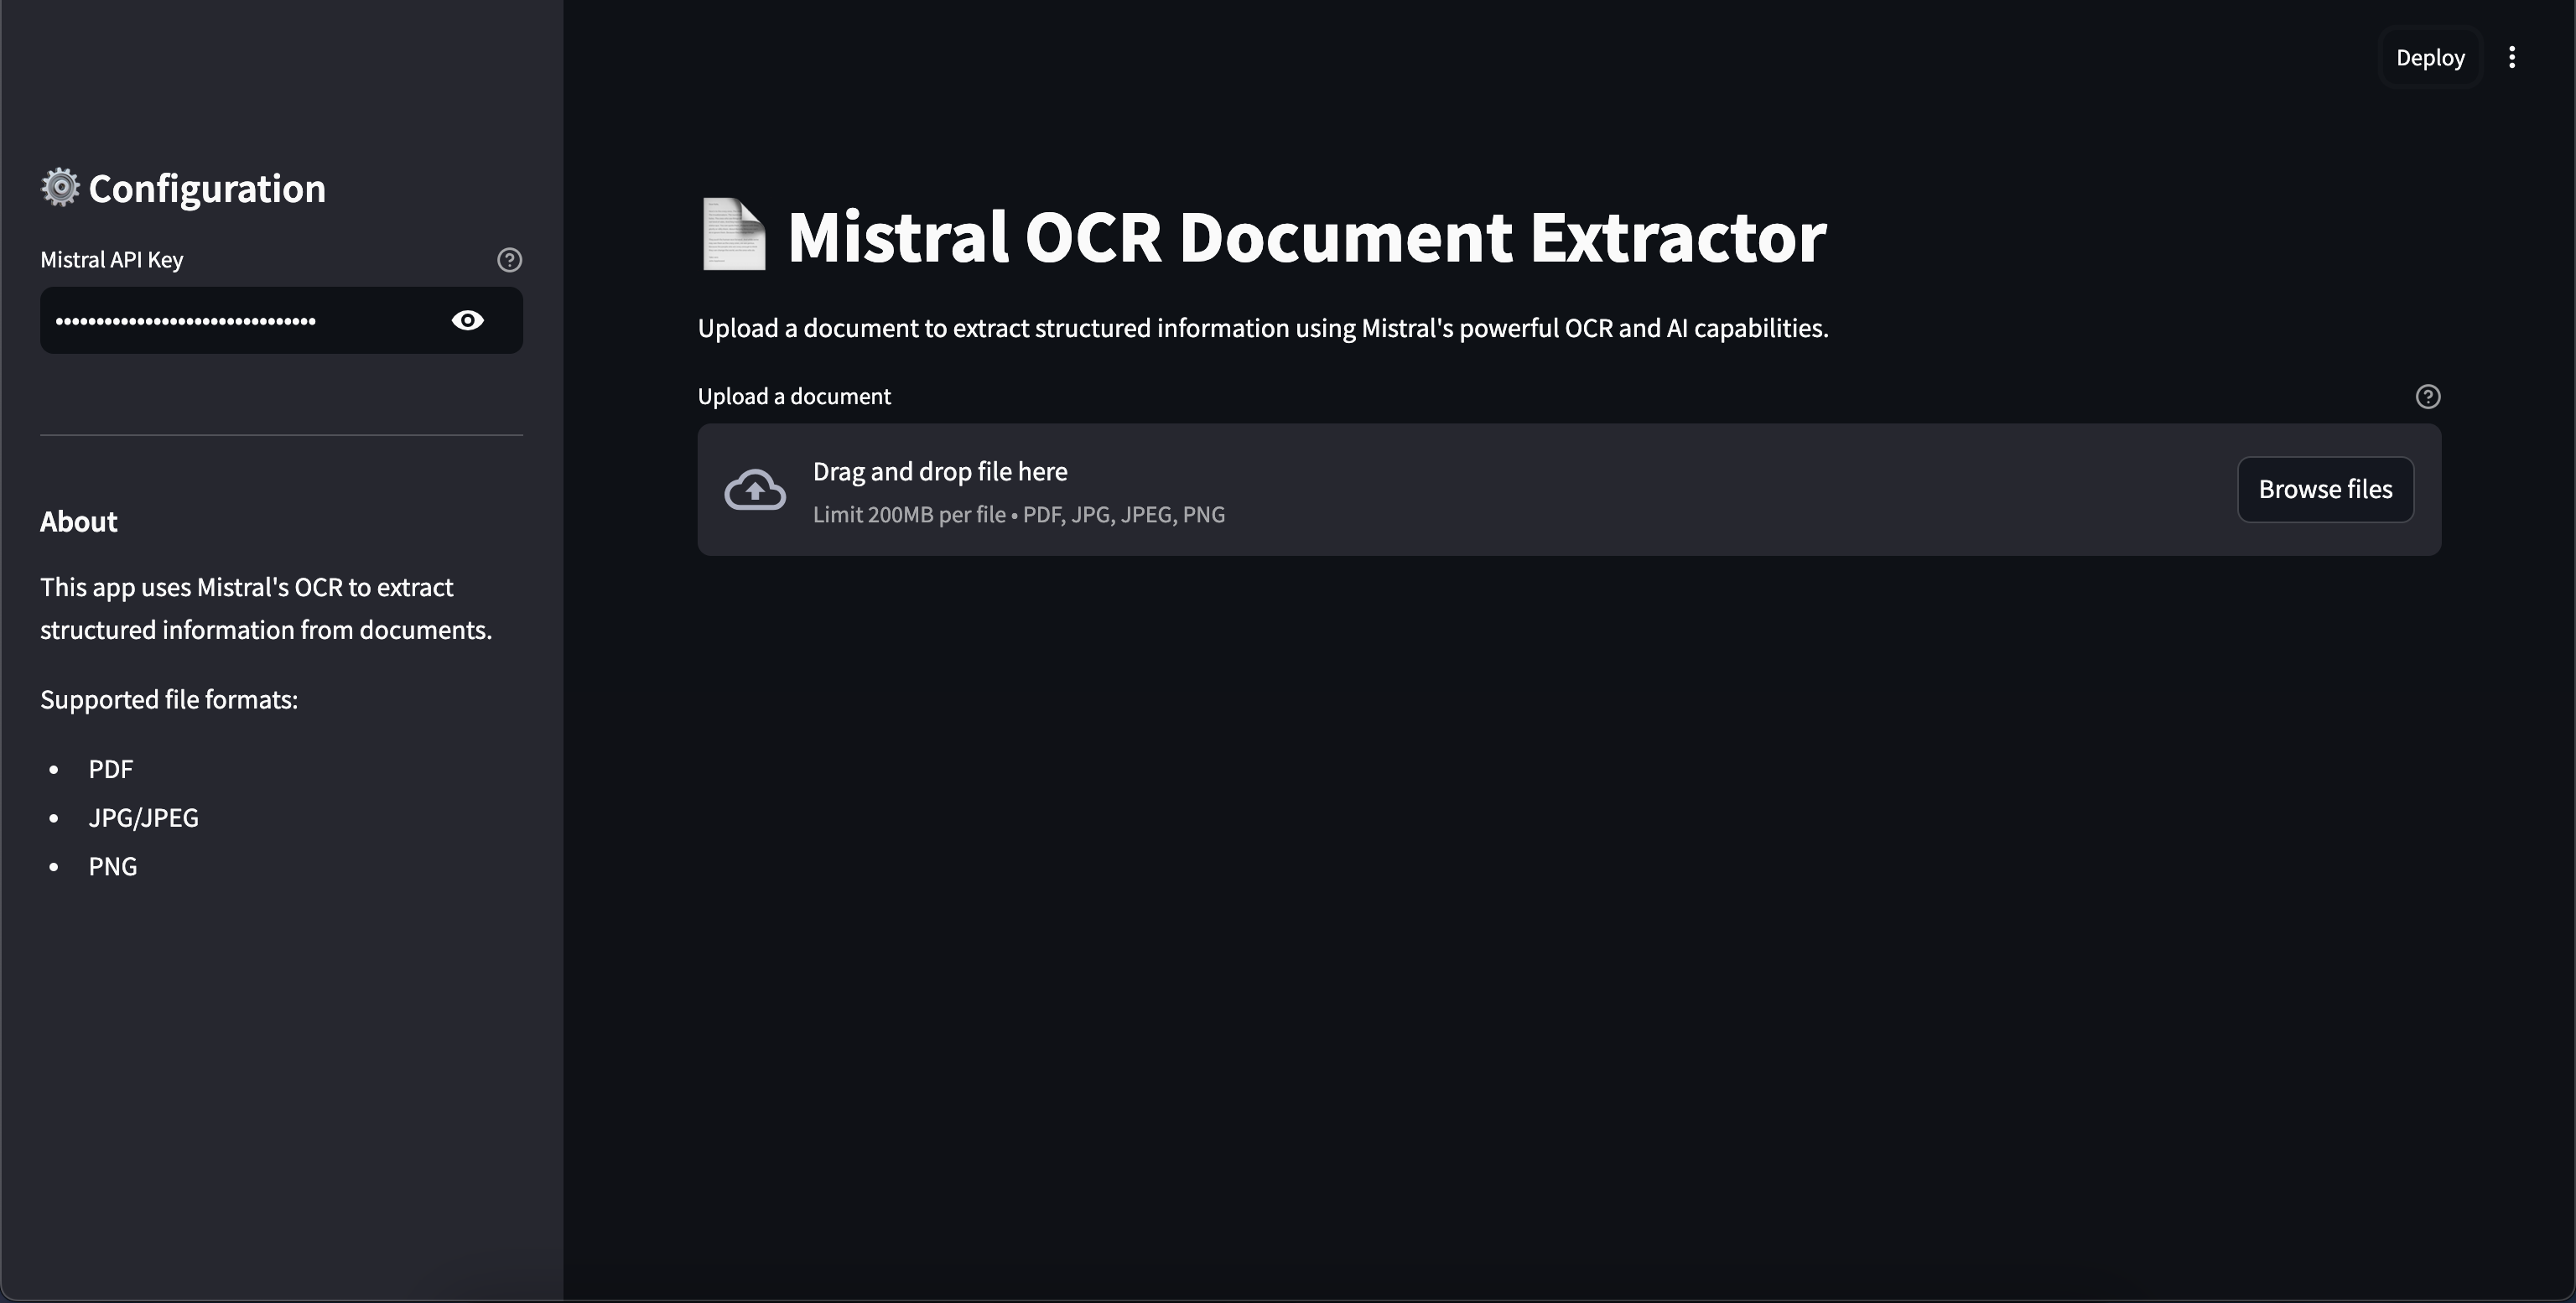 Deploy
Configuration
Mistral API Key
••••••••••••••••••••••••••••••••
About
This app uses Mistral's OCR to extract
structured information from documents.
Supported file formats:
• PDF
• JPG/JPEG
• PNG
Mistral OCR Document Extractor
Upload a document to extract structured information using Mistral's powerful OCR and AI capabilities.
Upload a document
Drag and drop file here
Limit 200MB per file • PDF, JPG, JPEG, PNG
Browse files